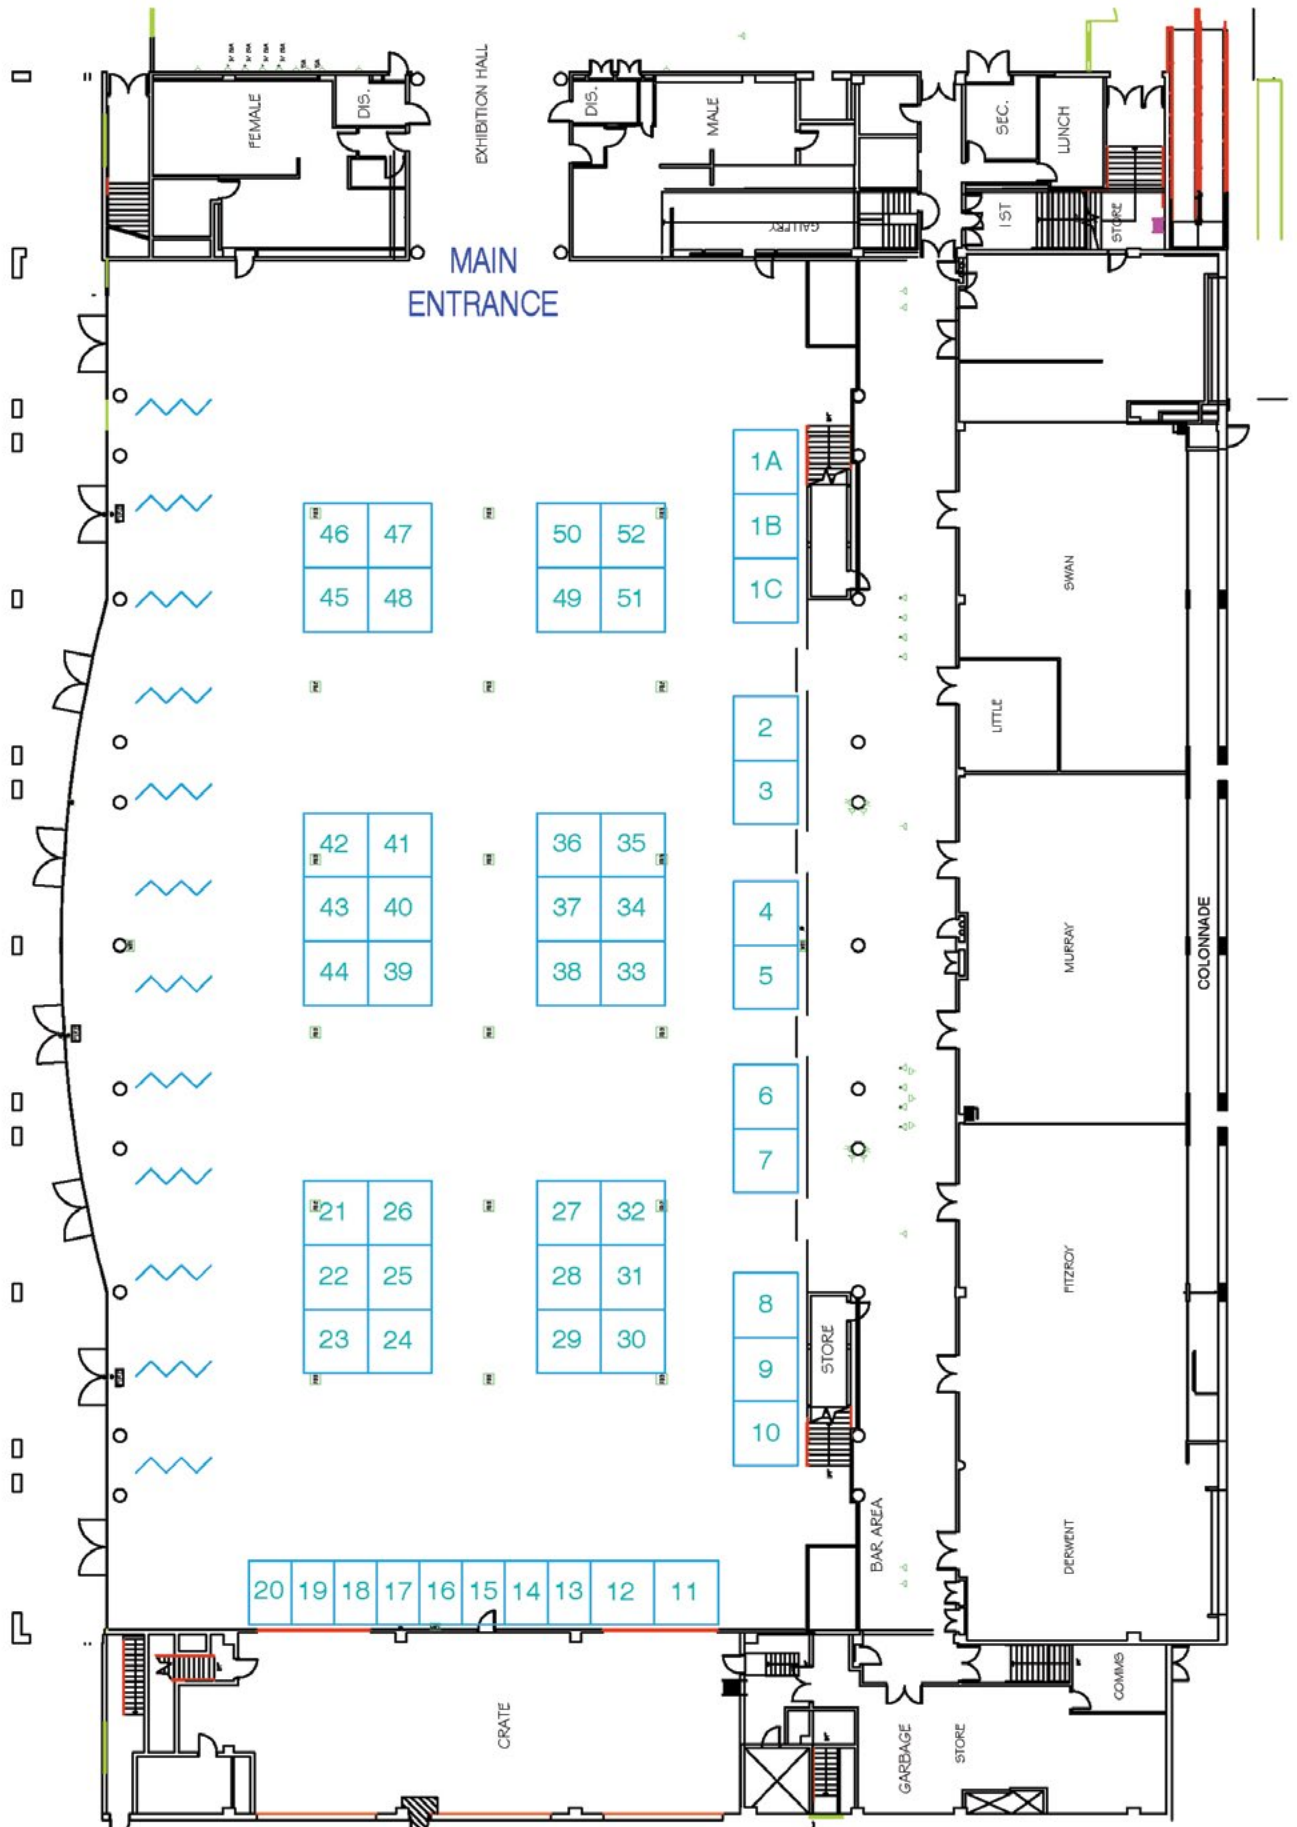 EXHIBITION HALL
FEMALE
DIS.
DIS.
MALE
SEC.
LUNCH
GALLERY
1ST
STORE
MAIN
ENTRANCE
1A
1B
1C
46 47
45 48
50 52
49 51
SWAN
LITTLE
2
3
42 41
43 40
44 39
36 35
37 34
38 33
4
5
MURRAY
COLONNADE
6
7
21 26
22 25
23 24
27 32
28 31
29 30
8
9
10
STORE
FITZROY
BAR AREA
DERWENT
20 19 18 17 16 15 14 13 12 11
CRATE
COMMS
GARBAGE
STORE